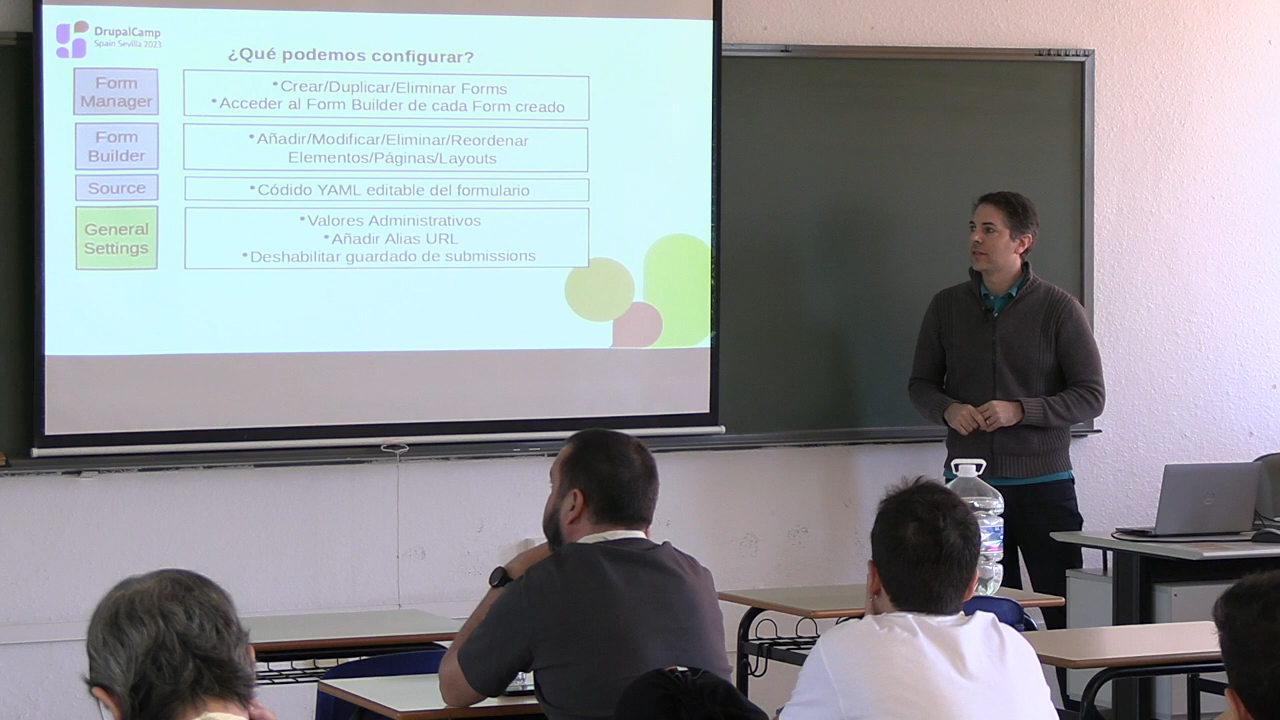 DrupalCamp
Spain Sevilla 2023
¿Qué podemos configurar?
Form
Manager
•Crear/Duplicar/Eliminar Forms
•Acceder al Form Builder de cada Form creado
Form
Builder
•Añadir/Modificar/Eliminar/Reordenar
Elementos/Páginas/Layouts
Source
•Códido YAML editable del formulario
General
Settings
•Valores Administrativos
•Añadir Alias URL
•Deshabilitar guardado de submissions